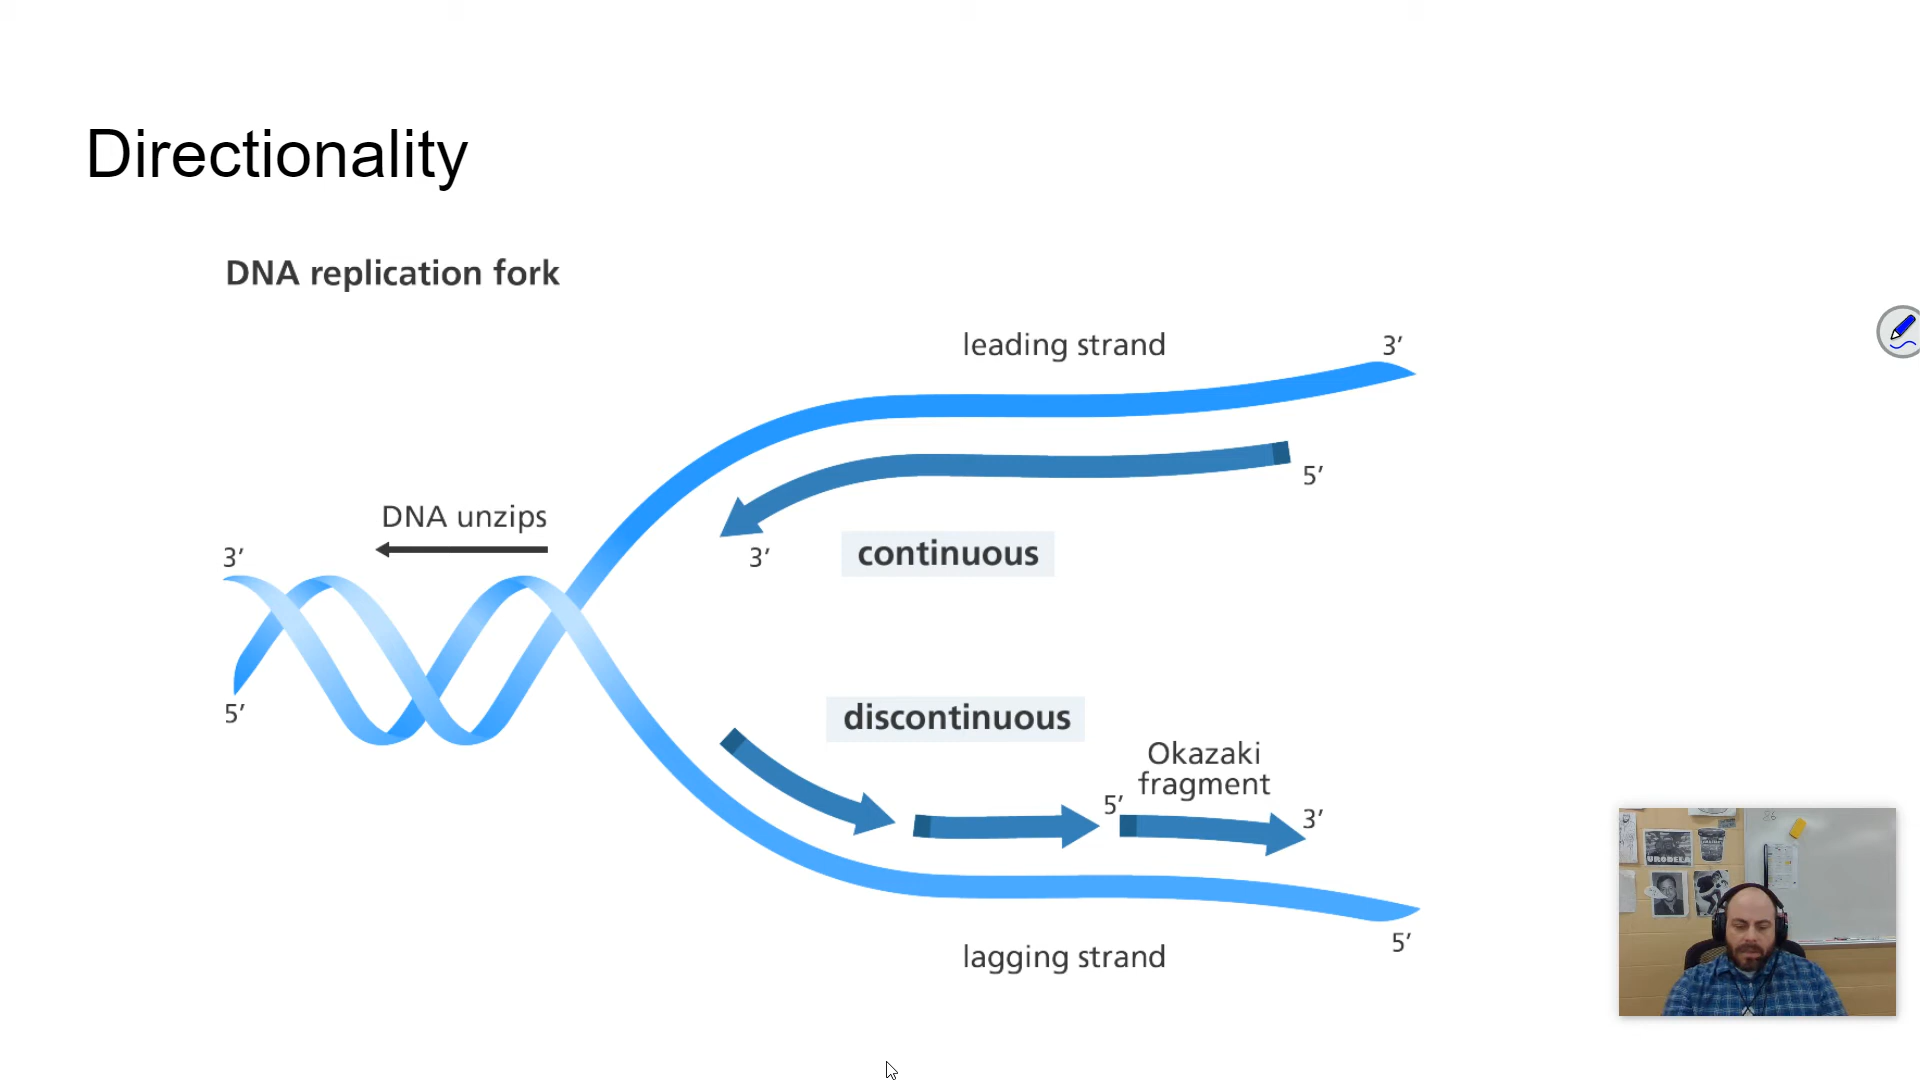 Directionality
DNA replication fork
leading strand
3′
5′
DNA unzips
3′
3′
continuous
5′
discontinuous
Okazaki
fragment
5′
3′
5′
lagging strand
URODELA